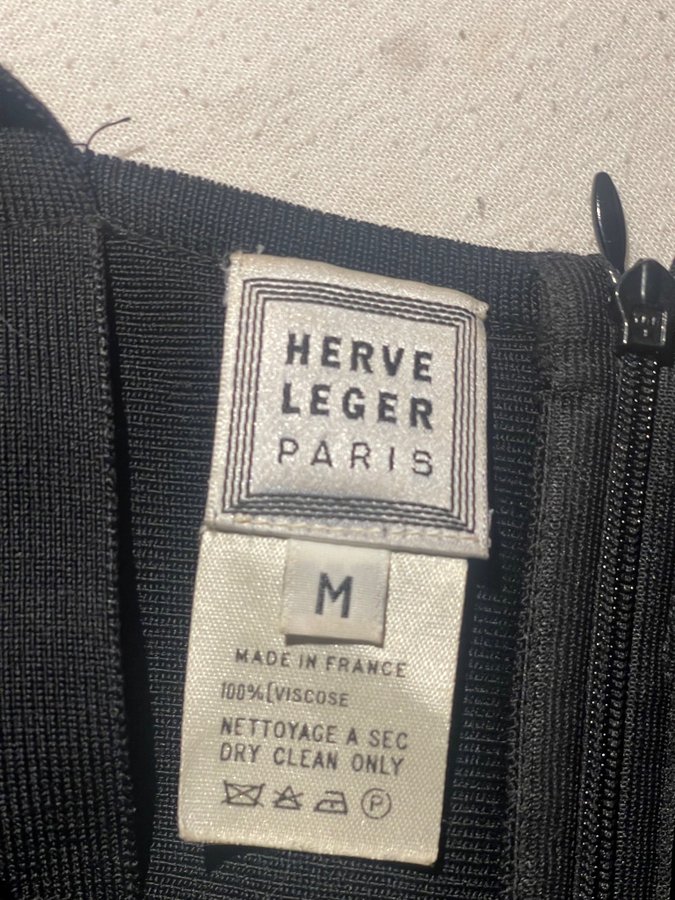 HERVE
LEGER
PARIS
M
MADE IN FRANCE
100%[VISCOSE
NETTOYAGE A SEC
DRY CLEAN ONLY
P